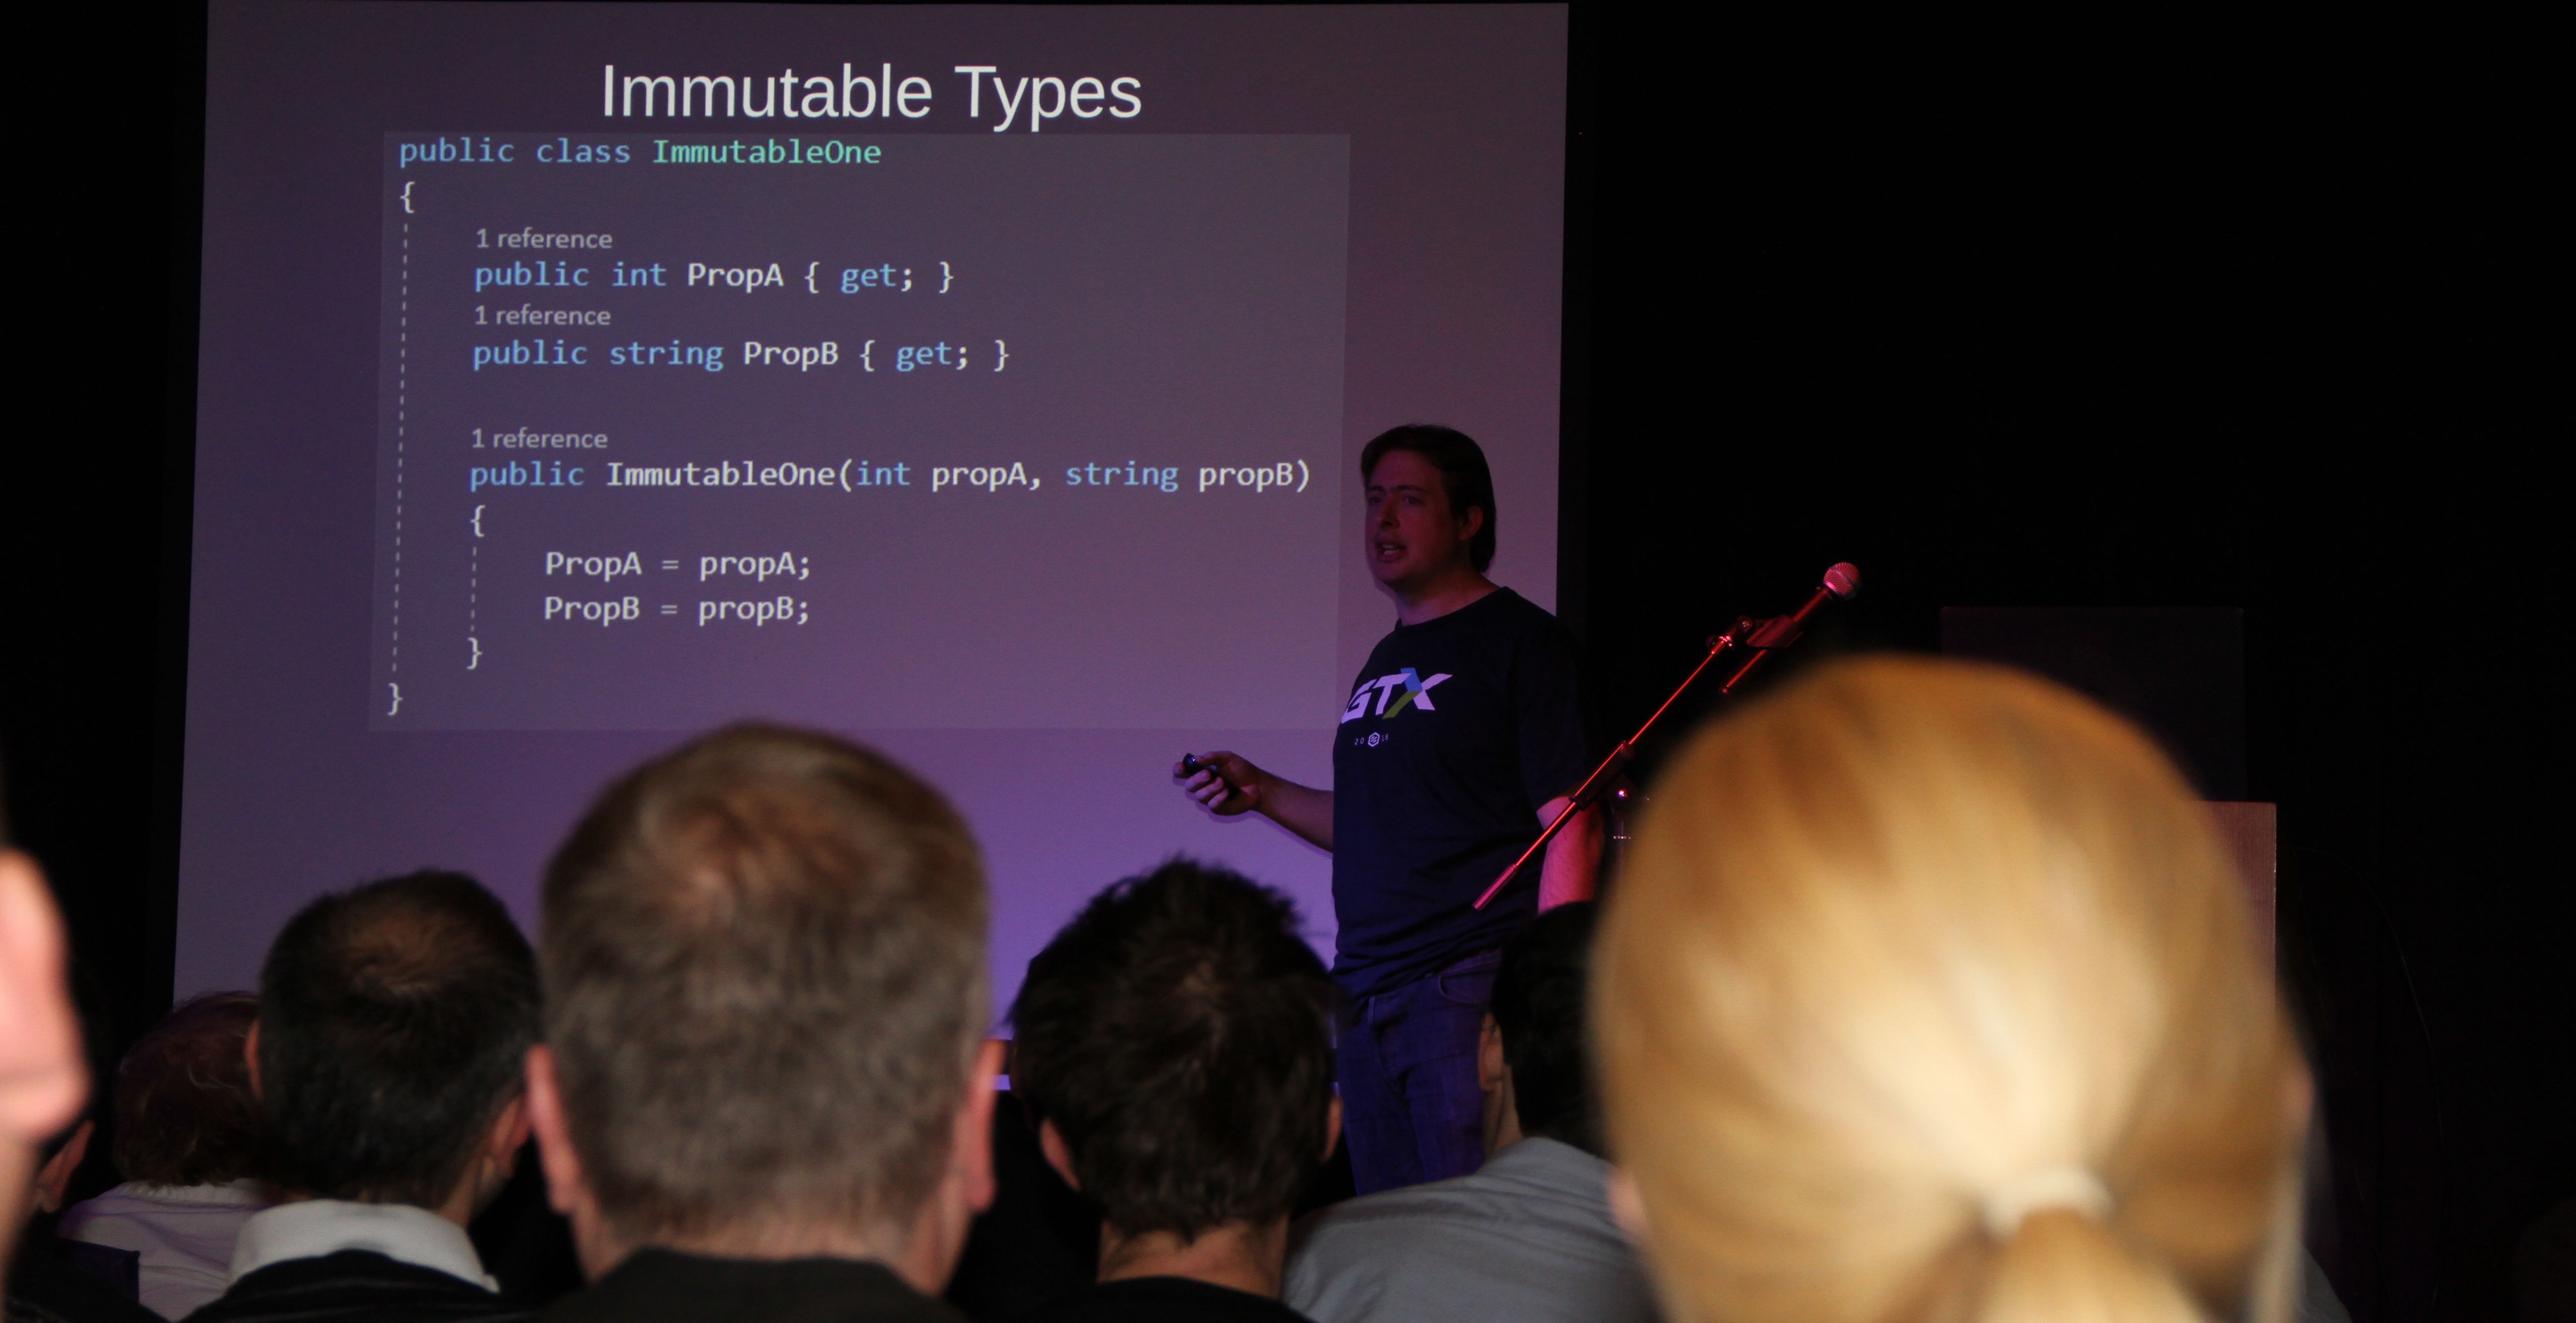 Immutable Types
public class ImmutableOne
{
1 reference
public int PropA { get; }
1 reference
public string PropB { get; }
1 reference
public ImmutableOne(int propA, string propB)
{
PropA = propA;
PropB = propB;
}
}
GTX